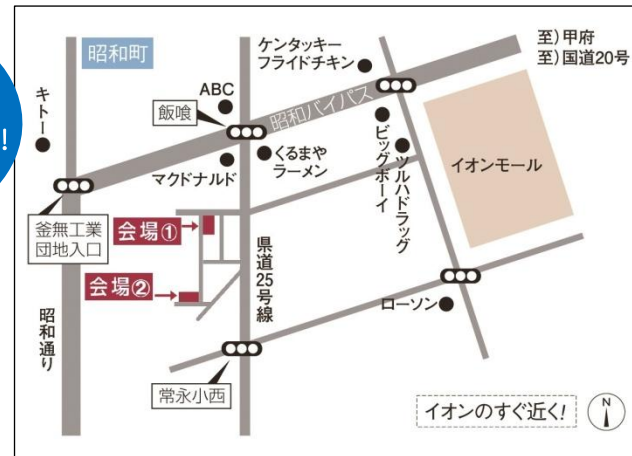 昭和町
ケンタッキー
フライドチキン
至）甲府
至）国道20号
キトー
ABC
飯喰
昭和バイパス
!
マクドナルド
くるまや
ラーメン
ビッグボーイ
ツルハドラッグ
イオンモール
釜無工業
団地入口
会場①
会場②
県道25号線
昭和通り
ローソン
常永小西
イオンのすぐ近く!
N